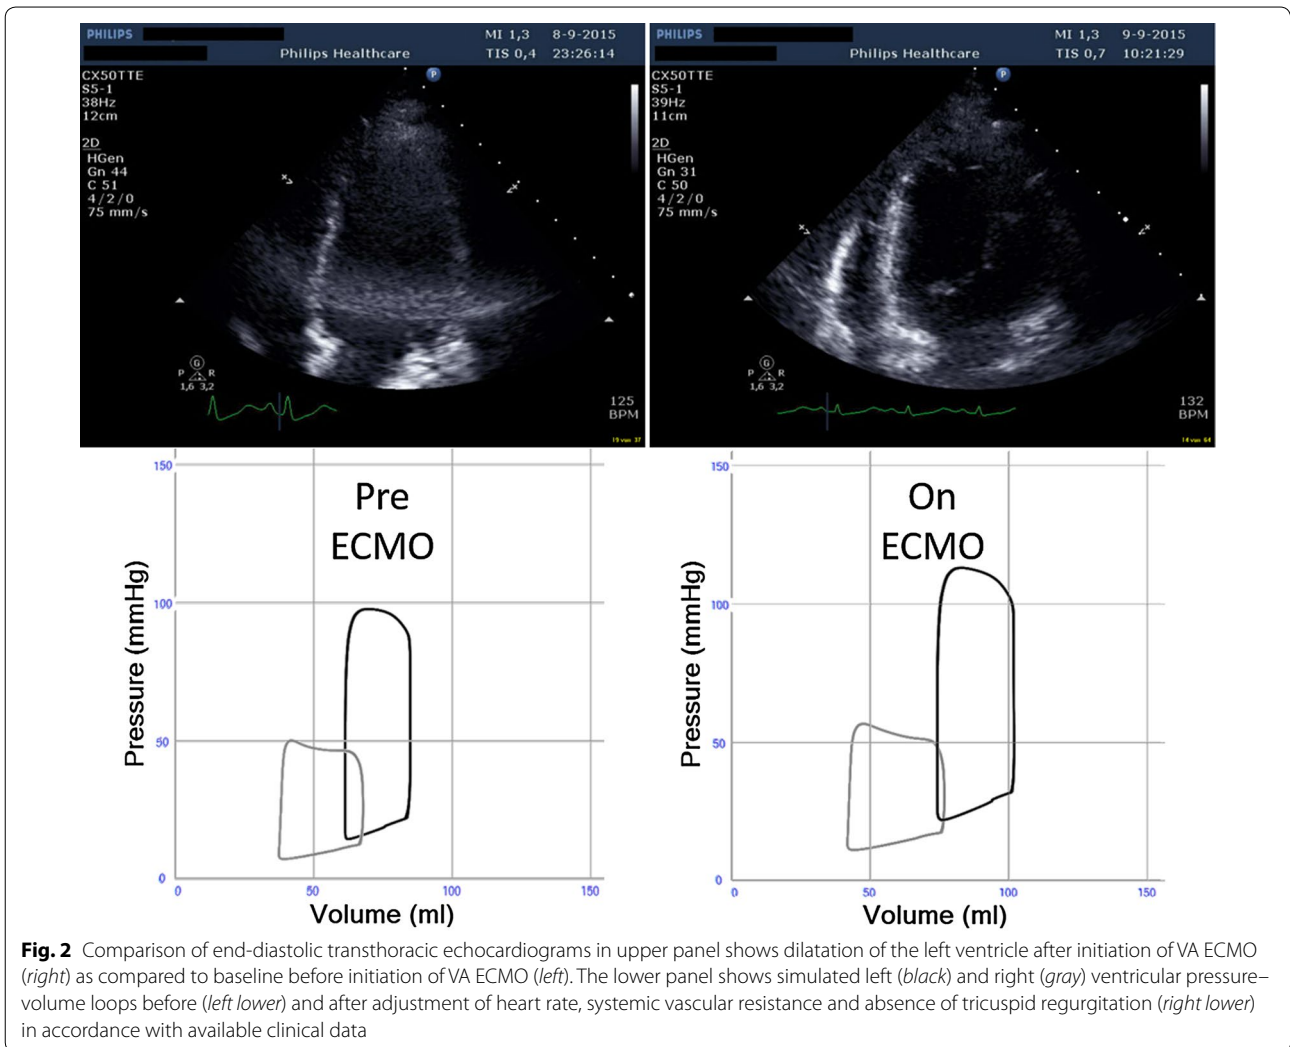 PHILIPS
MI 1,3 8-9-2015
Philips Healthcare
TIS 0,4 23:26:14
CX50TTE
S5-1
38Hz
12cm
2D
HGen
Gn 44
C 51
4/2/0
75 mm/s
P
G
P R
1,6 3,2
125
BPM
19 van 37
PHILIPS
MI 1,3 9-9-2015
Philips Healthcare
TIS 0,7 10:21:29
CX50TTE
S5-1
39Hz
11cm
2D
HGen
Gn 31
C 50
4/2/0
75 mm/s
P
G
P R
1,6 3,2
132
BPM
14 van 64
Pre
ECMO
Pressure (mmHg)
150
100
50
0
0 50 100 150
Volume (ml)
On
ECMO
Pressure (mmHg)
150
100
50
0
0 50 100 150
Volume (ml)
Fig. 2 Comparison of end-diastolic transthoracic echocardiograms in upper panel shows dilatation of the left ventricle after initiation of VA ECMO
(right) as compared to baseline before initiation of VA ECMO (left). The lower panel shows simulated left (black) and right (gray) ventricular pressure–
volume loops before (left lower) and after adjustment of heart rate, systemic vascular resistance and absence of tricuspid regurgitation (right lower)
in accordance with available clinical data